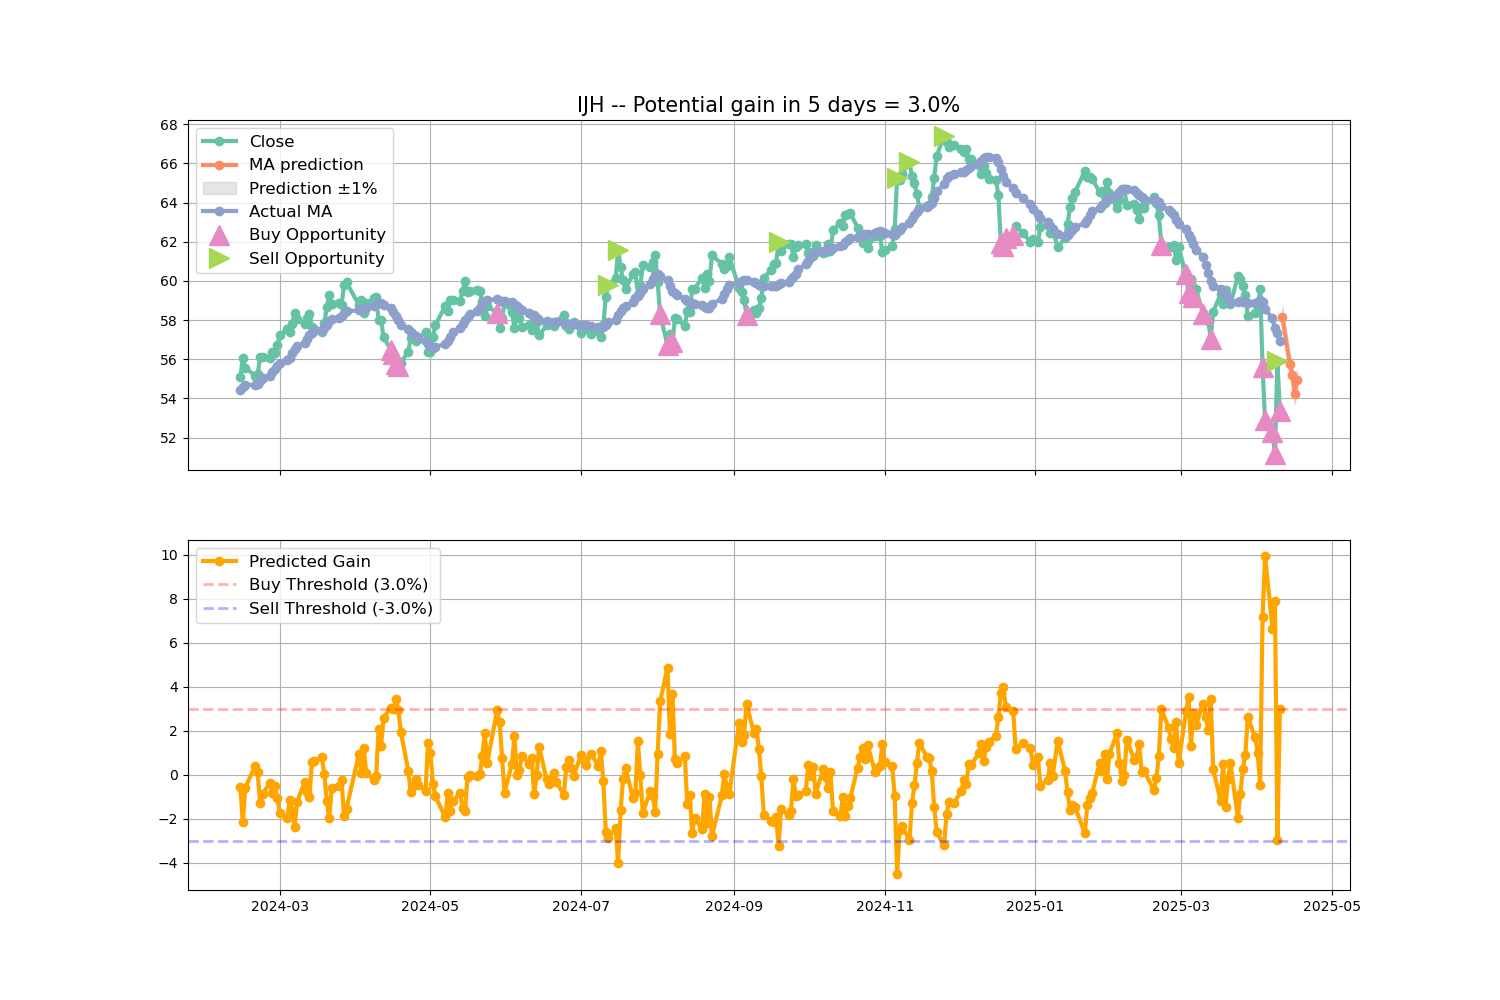 IJH -- Potential gain in 5 days = 3.0%
68
66
64
62
60
58
56
54
52
Close
MA prediction
Prediction ±1%
Actual MA
Buy Opportunity
Sell Opportunity
10
8
6
4
2
0
−2
−4
Predicted Gain
Buy Threshold (3.0%)
Sell Threshold (-3.0%)
2024-03 2024-05 2024-07 2024-09 2024-11 2025-01 2025-03 2025-05